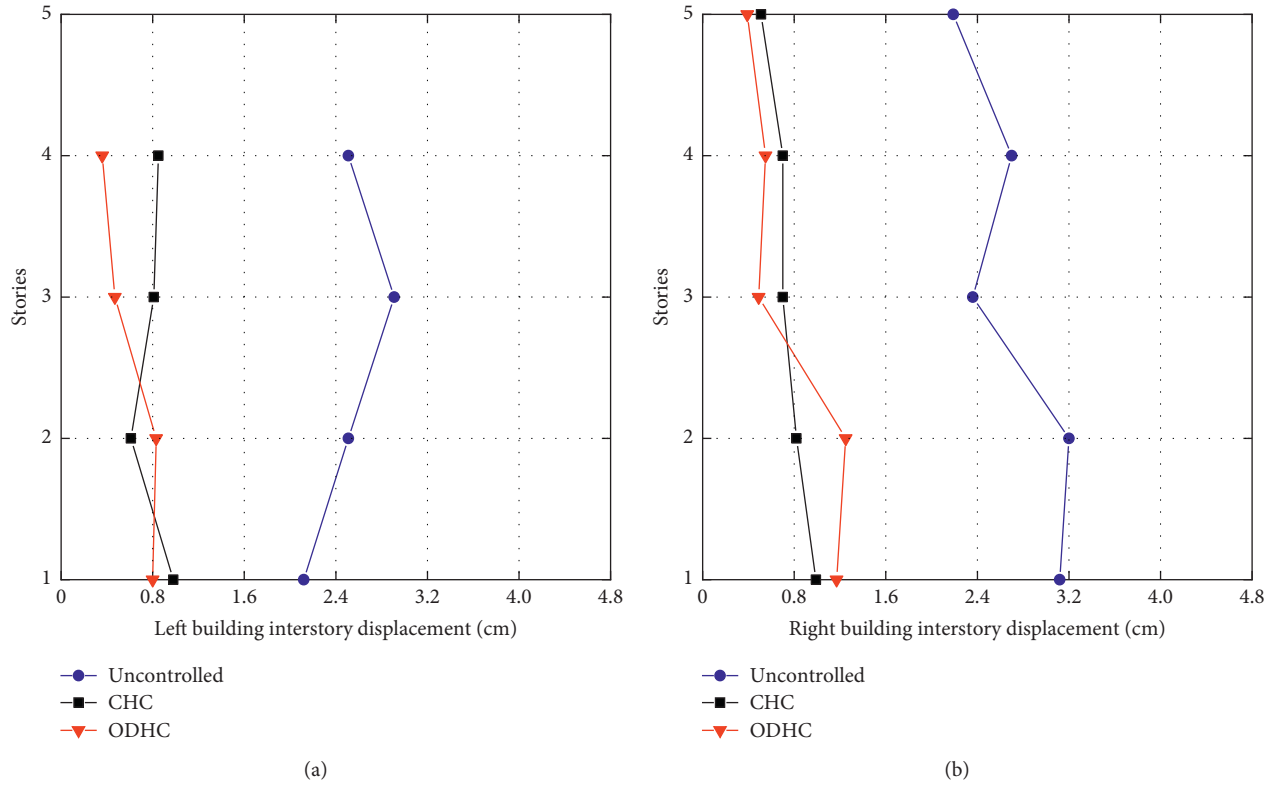 5
4
3
2
1
Stories
0 0.8 1.6 2.4 3.2 4.0 4.8
Left building interstory displacement (cm)
Uncontrolled
CHC
ODHC
(a)
5
4
3
2
1
Stories
0 0.8 1.6 2.4 3.2 4.0 4.8
Right building interstory displacement (cm)
Uncontrolled
CHC
ODHC
(b)